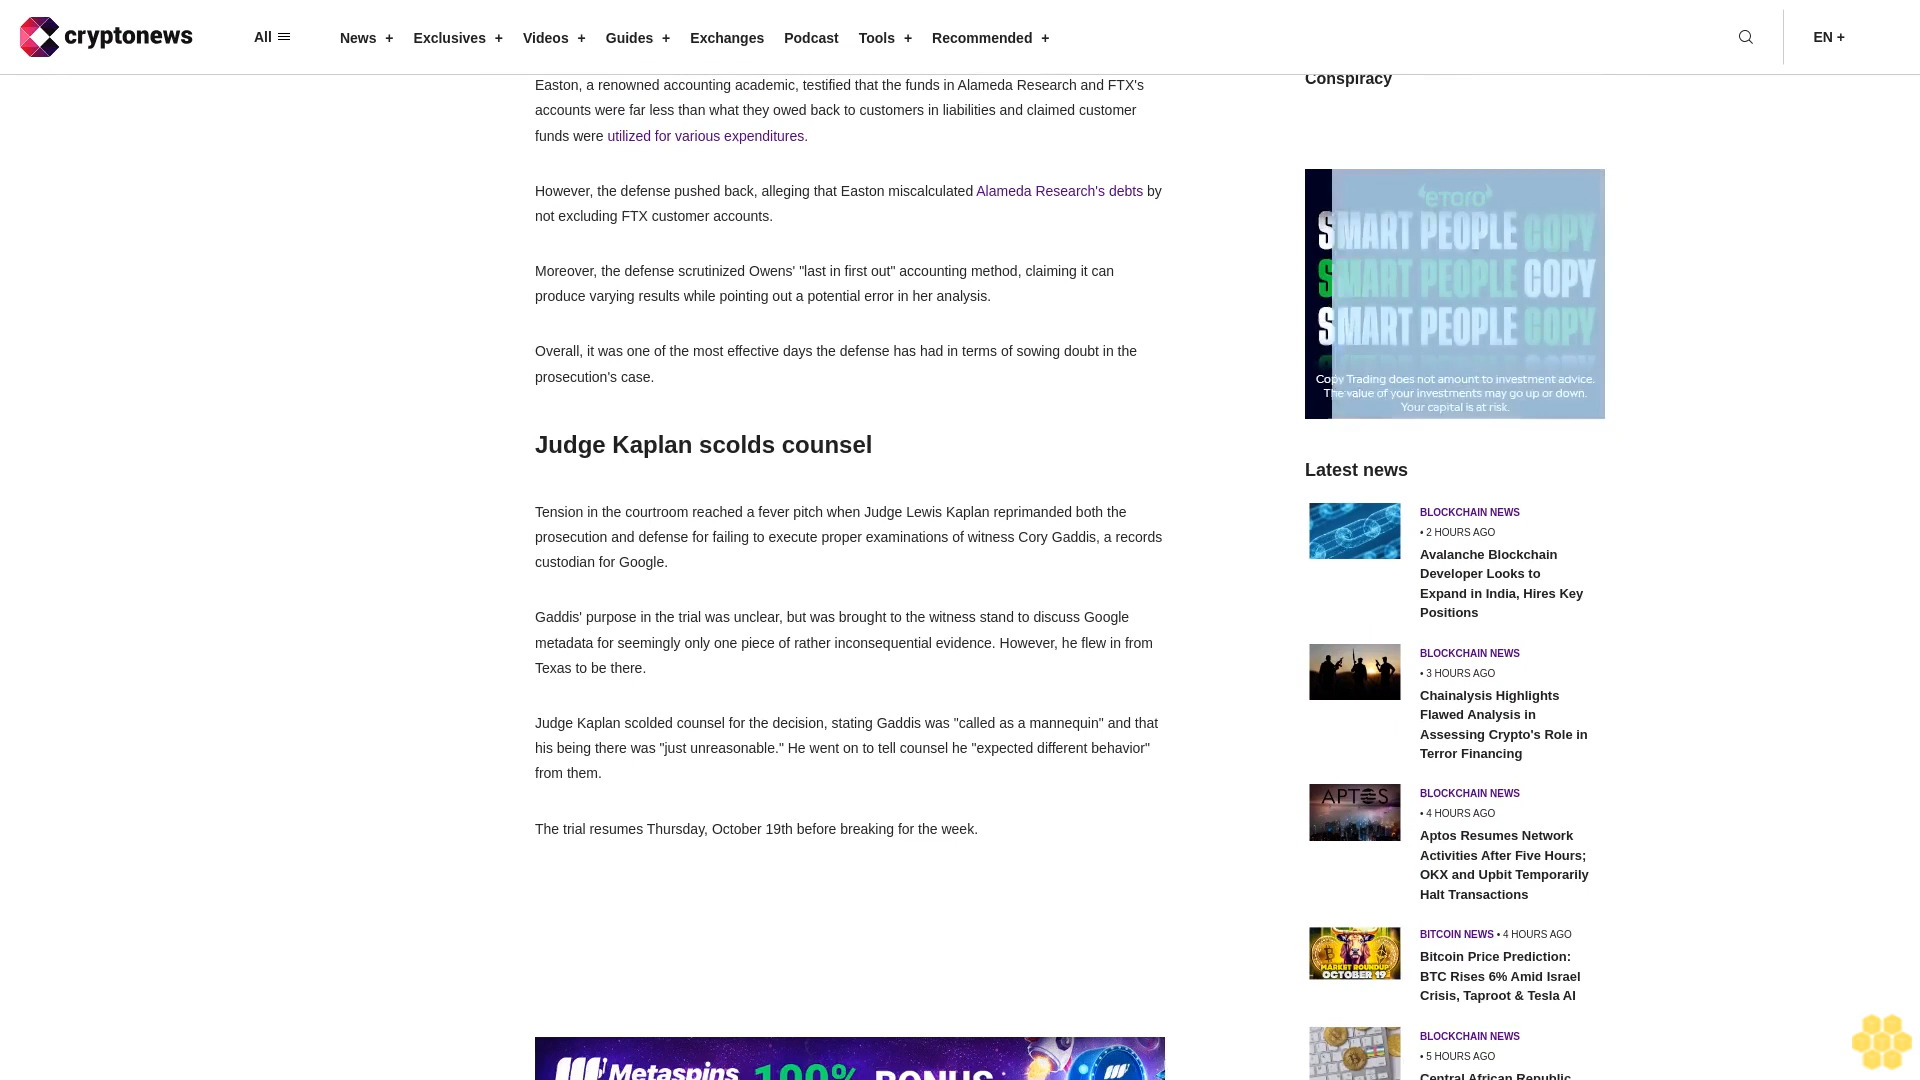 cryptonews
All
News +
Exclusives +
Videos +
Guides +
Exchanges
Podcast
Tools +
Recommended +
EN +
Easton, a renowned accounting academic, testified that the funds in Alameda Research and FTX's
accounts were far less than what they owed back to customers in liabilities and claimed customer
funds were utilized for various expenditures.
However, the defense pushed back, alleging that Easton miscalculated Alameda Research's debts by
not excluding FTX customer accounts.
Moreover, the defense scrutinized Owens' "last in first out" accounting method, claiming it can
produce varying results while pointing out a potential error in her analysis.
Overall, it was one of the most effective days the defense has had in terms of sowing doubt in the
prosecution's case.
Judge Kaplan scolds counsel
Tension in the courtroom reached a fever pitch when Judge Lewis Kaplan reprimanded both the
prosecution and defense for failing to execute proper examinations of witness Cory Gaddis, a records
custodian for Google.
Gaddis' purpose in the trial was unclear, but was brought to the witness stand to discuss Google
metadata for seemingly only one piece of rather inconsequential evidence. However, he flew in from
Texas to be there.
Judge Kaplan scolded counsel for the decision, stating Gaddis was "called as a mannequin" and that
his being there was "just unreasonable." He went on to tell counsel he "expected different behavior"
from them.
The trial resumes Thursday, October 19th before breaking for the week.
Metaspins 100% BONUS
Conspiracy
eToro
SMART PEOPLE COPY
SMART PEOPLE COPY
SMART PEOPLE COPY
Copy Trading does not amount to investment advice.
The value of your investments may go up or down.
Your capital is at risk.
Latest news
BLOCKCHAIN NEWS
• 2 HOURS AGO
Avalanche Blockchain
Developer Looks to
Expand in India, Hires Key
Positions
BLOCKCHAIN NEWS
• 3 HOURS AGO
Chainalysis Highlights
Flawed Analysis in
Assessing Crypto's Role in
Terror Financing
APTOS
BLOCKCHAIN NEWS
• 4 HOURS AGO
Aptos Resumes Network
Activities After Five Hours;
OKX and Upbit Temporarily
Halt Transactions
MARKET ROUNDUP
OCTOBER 19
BITCOIN NEWS • 4 HOURS AGO
Bitcoin Price Prediction:
BTC Rises 6% Amid Israel
Crisis, Taproot & Tesla AI
BLOCKCHAIN NEWS
• 5 HOURS AGO
Central African Republic